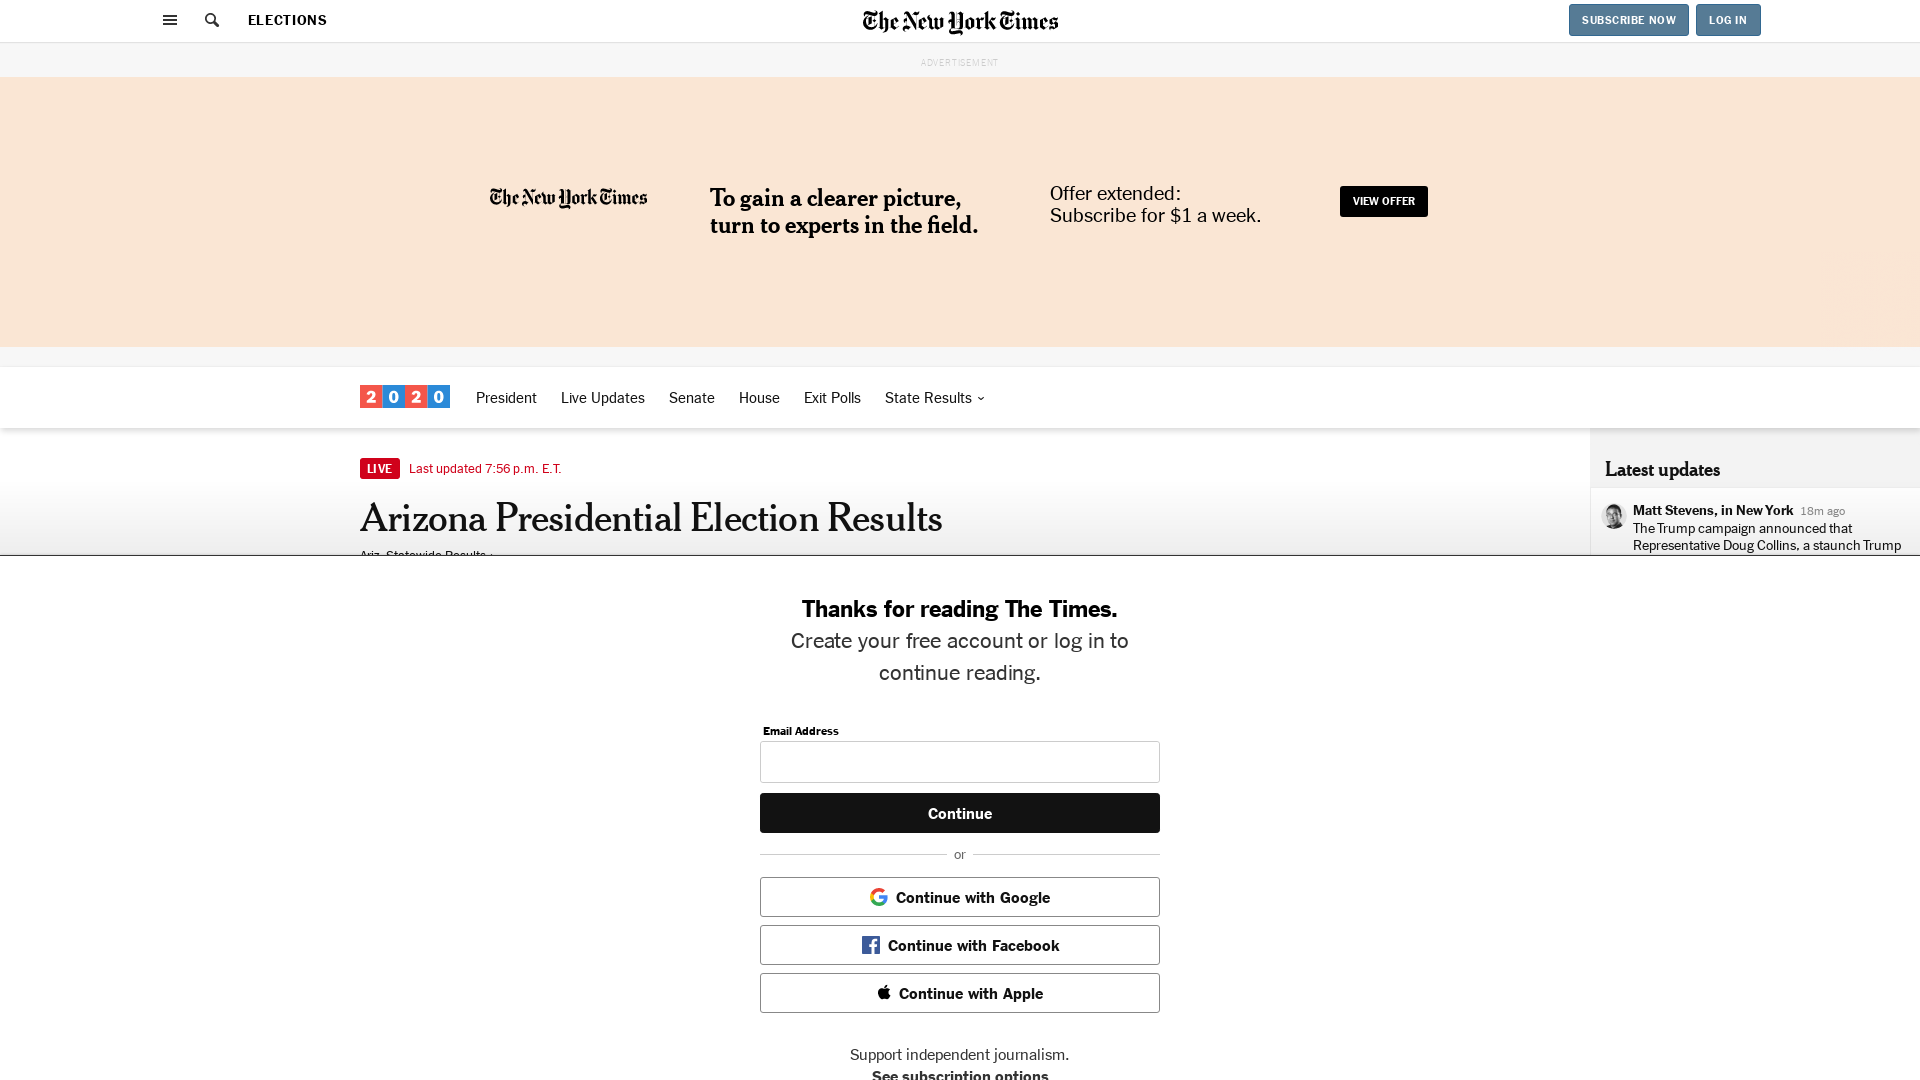 ELECTIONS
The New York Times
SUBSCRIBE NOW
LOG IN
ADVERTISEMENT
The New York Times
To gain a clearer picture,
turn to experts in the field.
Offer extended:
Subscribe for $1 a week.
VIEW OFFER
2020
President
Live Updates
Senate
House
Exit Polls
State Results
LIVE
Last updated 7:56 p.m. E.T.
Arizona Presidential Election Results
Ariz. Statewide Results
Latest updates
Matt Stevens, in New York 18m ago
The Trump campaign announced that
Representative Doug Collins, a staunch Trump
Thanks for reading The Times.
Create your free account or log in to
continue reading.
Email Address
Continue
or
Continue with Google
Continue with Facebook
Continue with Apple
Support independent journalism.
See subscription options